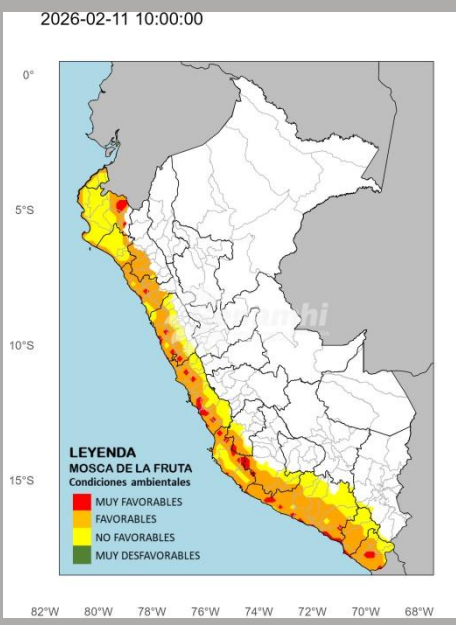 2026-02-11 10:00:00
0°
5°S
10°S
15°S
senamhi
LEYENDA
MOSCA DE LA FRUTA
Condiciones ambientales
MUY FAVORABLES
FAVORABLES
NO FAVORABLES
MUY DESFAVORABLES
82°W 80°W 78°W 76°W 74°W 72°W 70°W 68°W